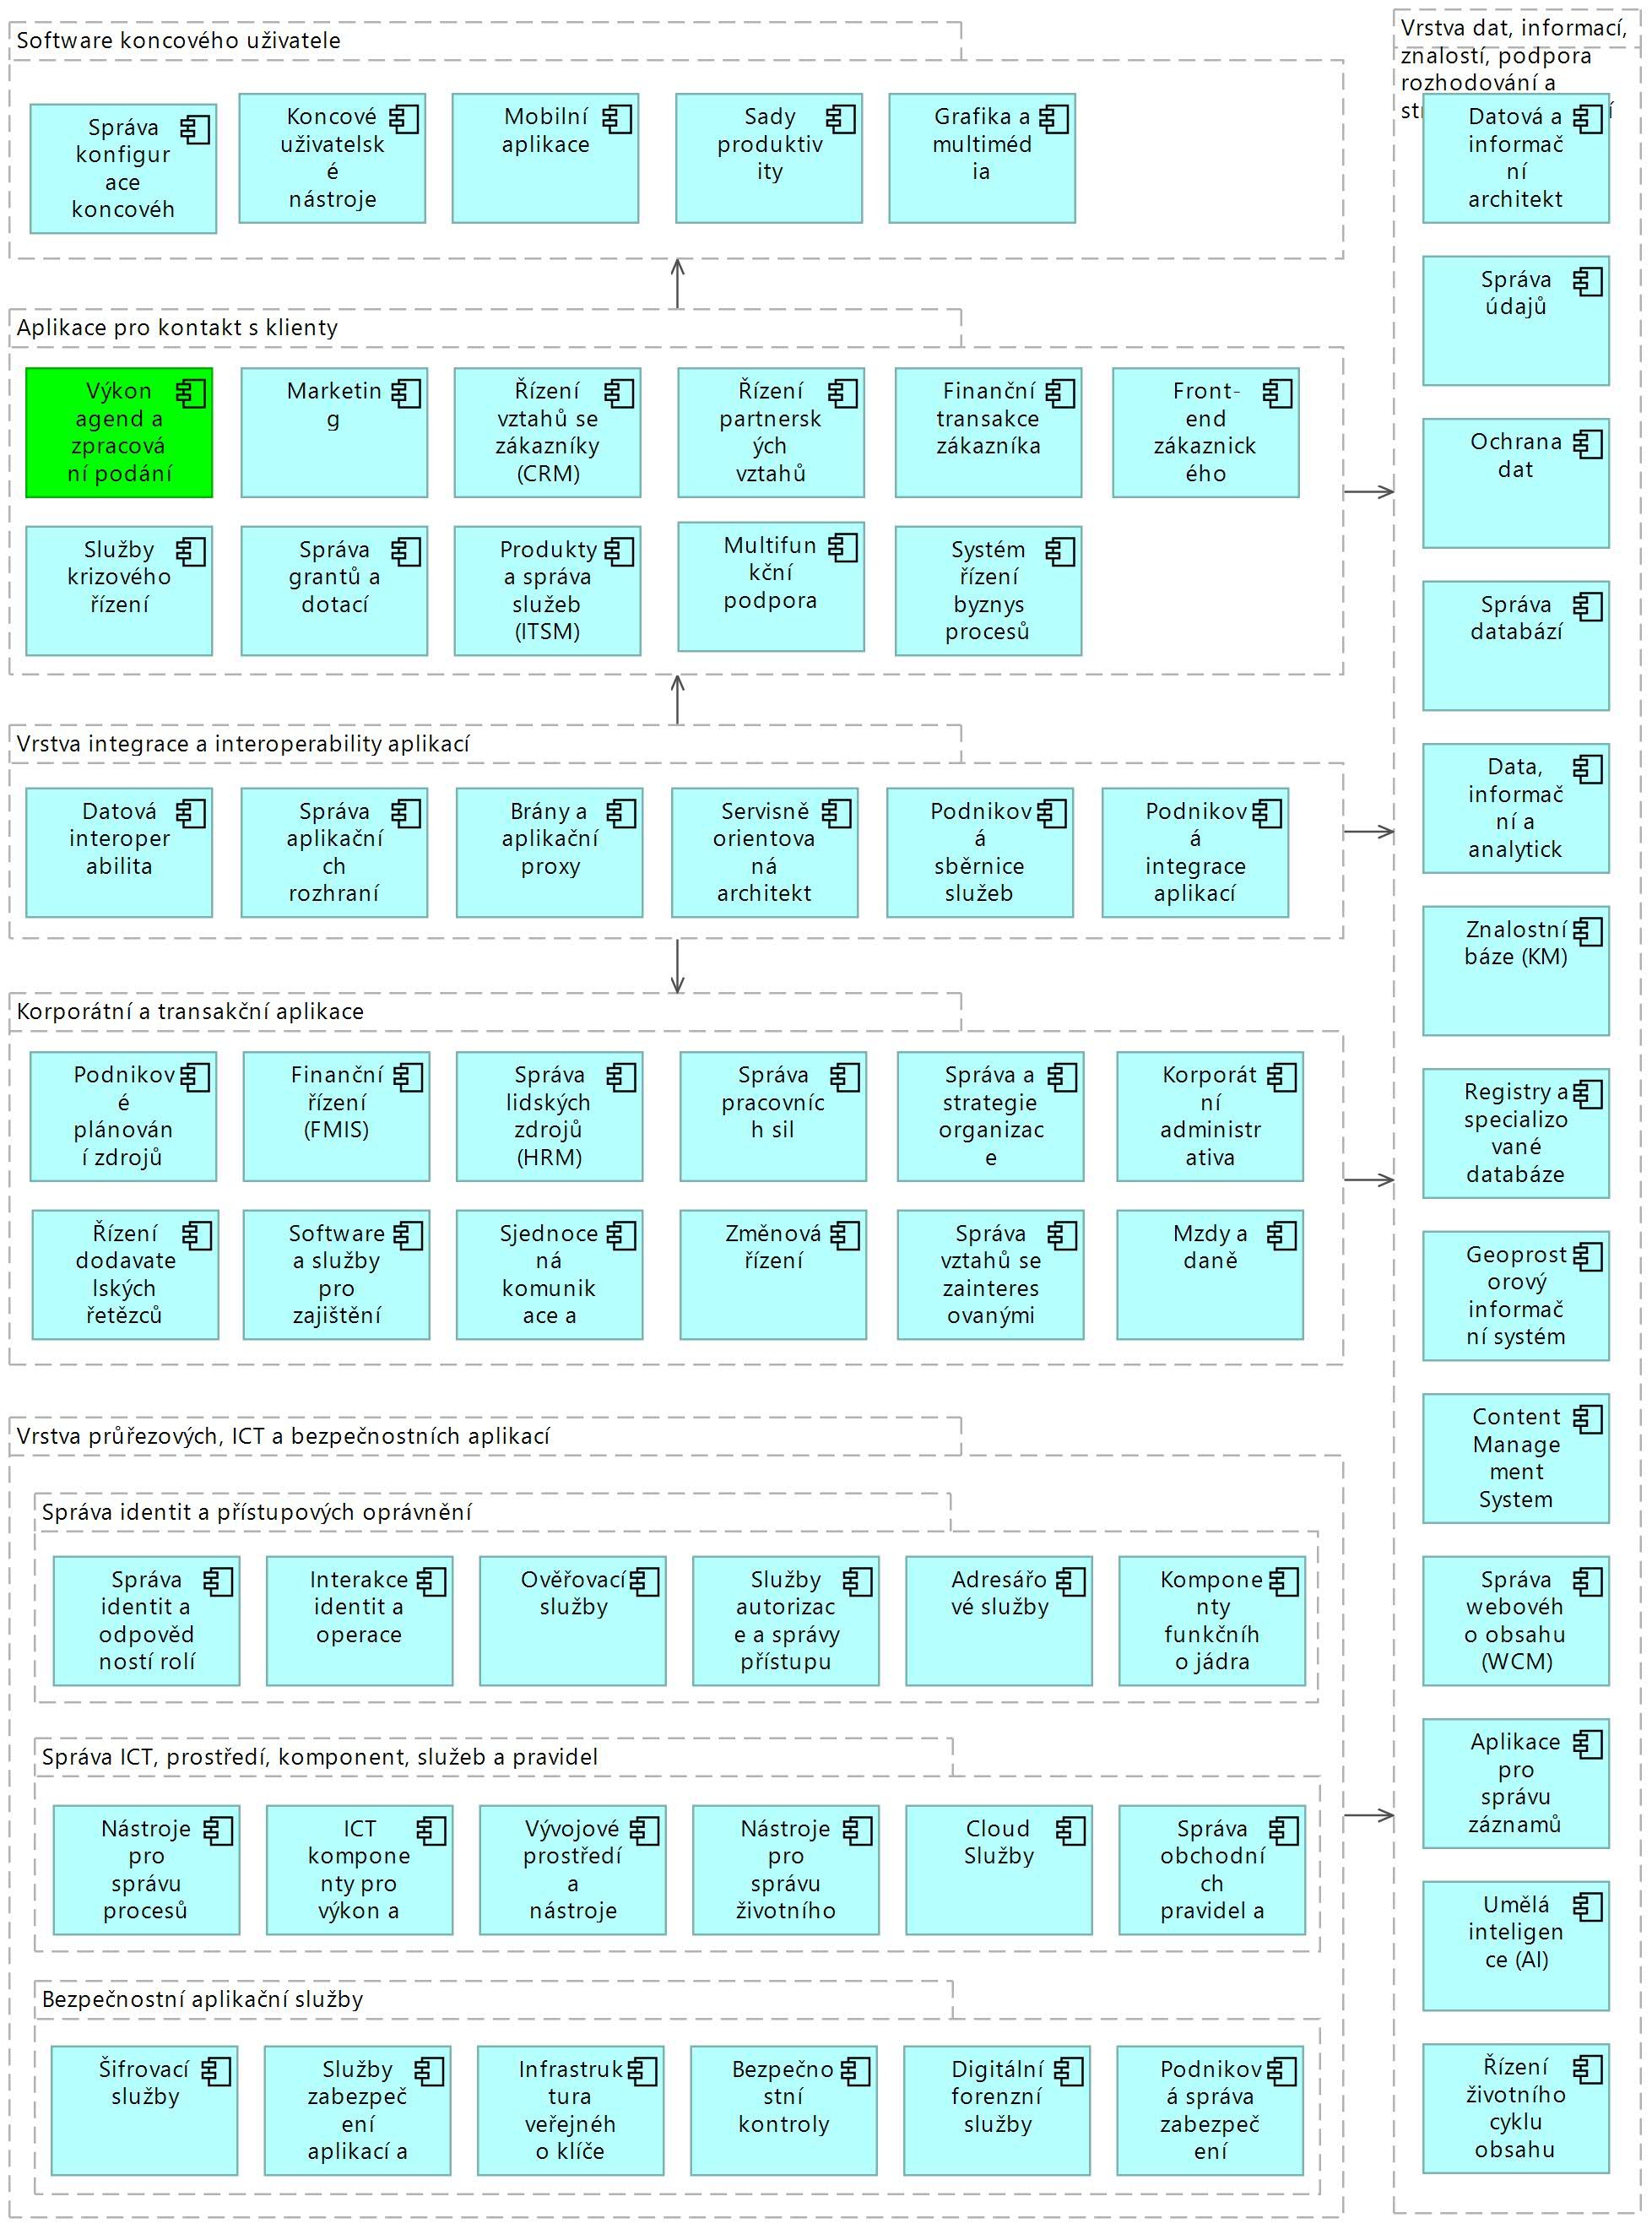 Software koncového uživatele
Správa
konfigur
ace
koncovéh
Koncové
uživatelsk
é
nástroje
Mobilní
aplikace
Sady
produktiv
ity
Grafika a
multiméd
ia
Aplikace pro kontakt s klienty
Výkon
agend a
zpracová
ní podání
Marketin
g
Řízení
vztahů se
zákazníky
(CRM)
Řízení
partnersk
ých
vztahů
Finanční
transakce
zákazníka
Front-
end
zákaznick
ého
Služby
krizového
řízení
Správa
grantů a
dotací
Produkty
a správa
služeb
(ITSM)
Multifun
kční
podpora
Systém
řízení
byznys
procesů
Vrstva integrace a interoperability aplikací
Datová
interoper
abilita
Správa
aplikační
ch
rozhraní
Brány a
aplikační
proxy
Servisně
orientova
ná
architekt
Podnikov
á
sběrnice
služeb
Podnikov
á
integrace
aplikací
Korporátní a transakční aplikace
Podnikov
é
plánován
í zdrojů
Finanční
řízení
(FMIS)
Správa
lidských
zdrojů
(HRM)
Správa
pracovníc
h sil
Správa a
strategie
organizac
e
Korporát
ní
administr
ativa
Řízení
dodavate
lských
řetězců
Software
a služby
pro
zajištění
Sjednoce
ná
komunik
ace a
Změnová
řízení
Správa
vztahů se
zainteres
ovanými
Mzdy a
daně
Vrstva průřezových, ICT a bezpečnostních aplikací
Správa identit a přístupových oprávnění
Správa
identit a
odpověd
ností rolí
Interakce
identit a
operace
Ověřovací
služby
Služby
autorizac
e a správy
přístupu
Adresářo
vé služby
Kompone
nty
funkčníh
o jádra
Správa ICT, prostředí, komponent, služeb a pravidel
Nástroje
pro
správu
procesů
ICT
kompone
nty pro
výkon a
Vývojové
prostředí
a
nástroje
Nástroje
pro
správu
životního
Cloud
Služby
Správa
obchodní
ch
pravidel a
Bezpečnostní aplikační služby
Šifrovací
služby
Služby
zabezpeč
ení
aplikací a
Infrastruk
tura
veřejnéh
o klíče
Bezpečno
stní
kontroly
Digitální
forenzní
služby
Podnikov
á správa
zabezpeč
ení
Vrstva dat, informací,
znalostí, podpora
rozhodování a
Datová a
informač
ní
architekt
Správa
údajů
Ochrana
dat
Správa
databází
Data,
informač
ní a
analytick
Znalostní
báze (KM)
Registry a
specializo
vané
databáze
Geoprost
orový
informač
ní systém
Content
Manage
ment
System
Správa
webovéh
o obsahu
(WCM)
Aplikace
pro
správu
záznamů
Umělá
inteligen
ce (AI)
Řízení
životního
cyklu
obsahu